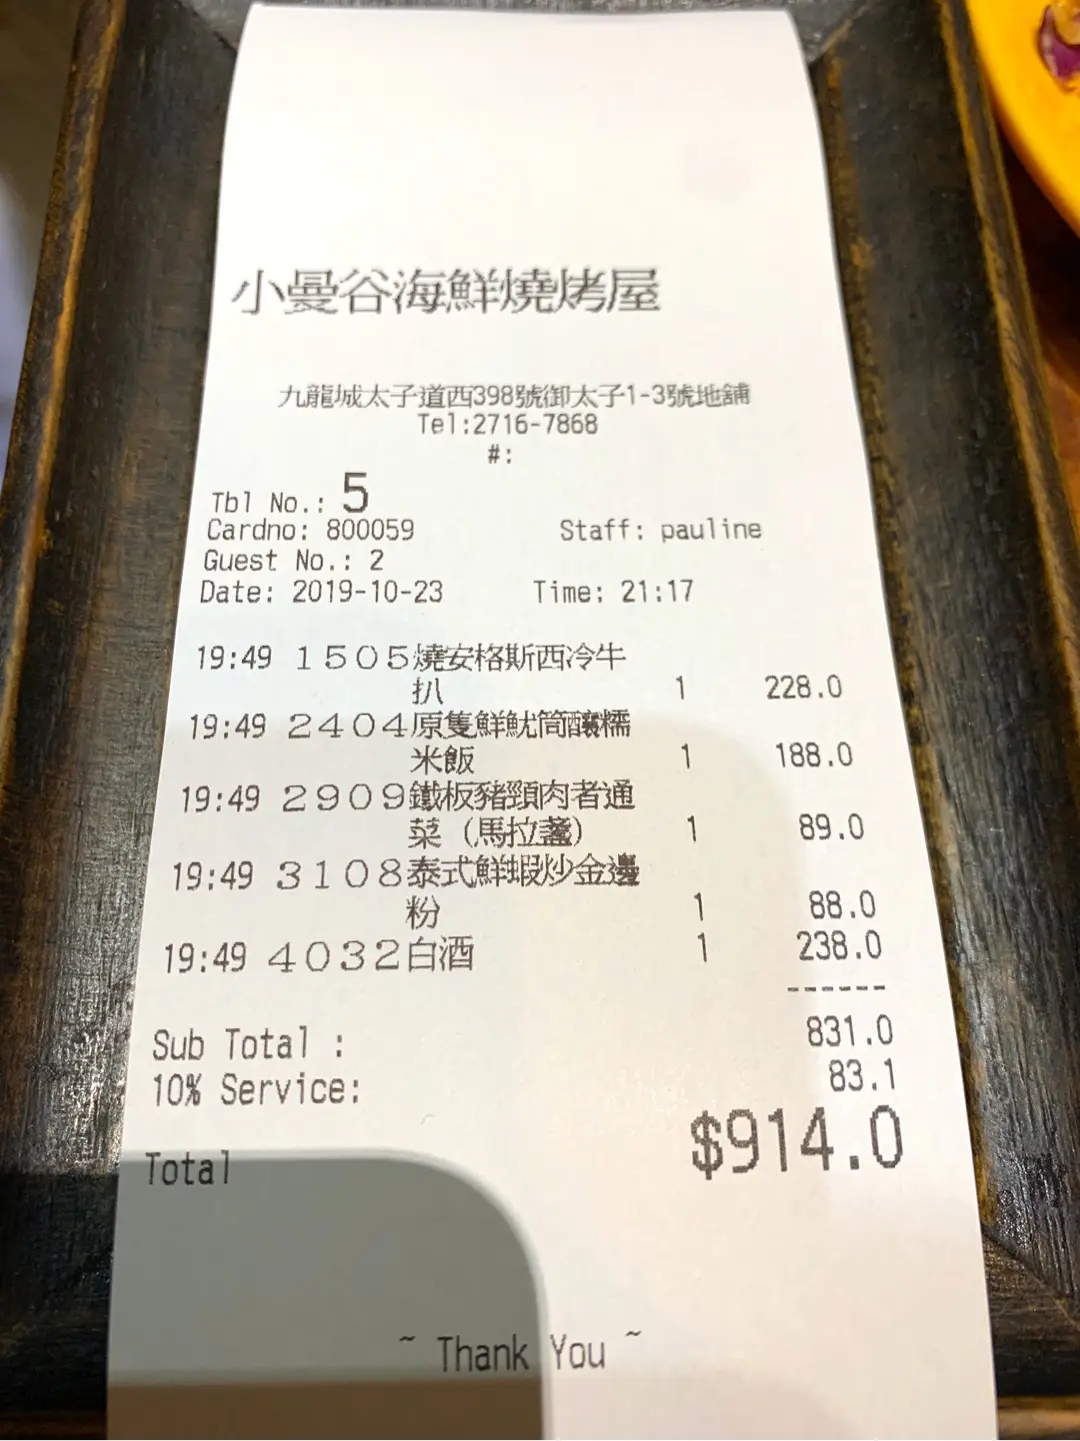 小曼谷海鮮燒烤屋
九龍城太子道西398號御太子1-3號地舖
Tel:2716-7868
#:
Tbl No.: 5
Cardno: 800059 Staff: pauline
Guest No.: 2
Date: 2019-10-23 Time: 21:17
19:49 1505燒安格斯西冷牛
扒 1 228.0
19:49 2404原隻鮮魷筒釀糯
米飯 1 188.0
19:49 2909鐵板豬頸肉者通
菜（馬拉盞） 1 89.0
19:49 3108泰式鮮蝦炒金邊
粉 1 88.0
19:49 4032白酒 1 238.0
------
Sub Total : 831.0
10% Service: 83.1
Total $914.0
~ Thank You ~